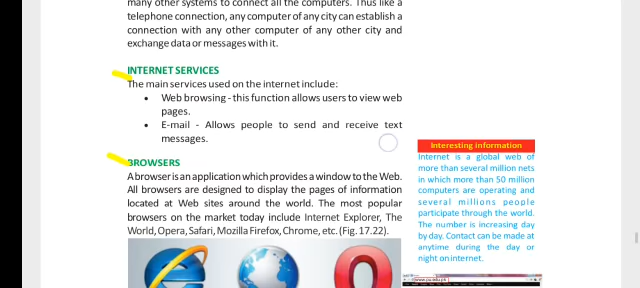 many other systems to connect all the computers. Thus like a
telephone connection, any computer of any city can establish a
connection with any other computer of any other city and
exchange data or messages with it.
INTERNET SERVICES
The main services used on the internet include:
• Web browsing - this function allows users to view web
pages.
• E-mail - Allows people to send and receive text
messages.
BROWSERS
A browser is an application which provides a window to the Web.
All browsers are designed to display the pages of information
located at Web sites around the world. The most popular
browsers on the market today include Internet Explorer, The
World, Opera, Safari, Mozilla Firefox, Chrome, etc. (Fig. 17.22).
Interesting information
Internet is a global web of
more than several million nets
in which more than 50 million
computers are operating and
several millions people
participate through the world.
The number is increasing day
by day. Contact can be made at
anytime during the day or
night on internet.